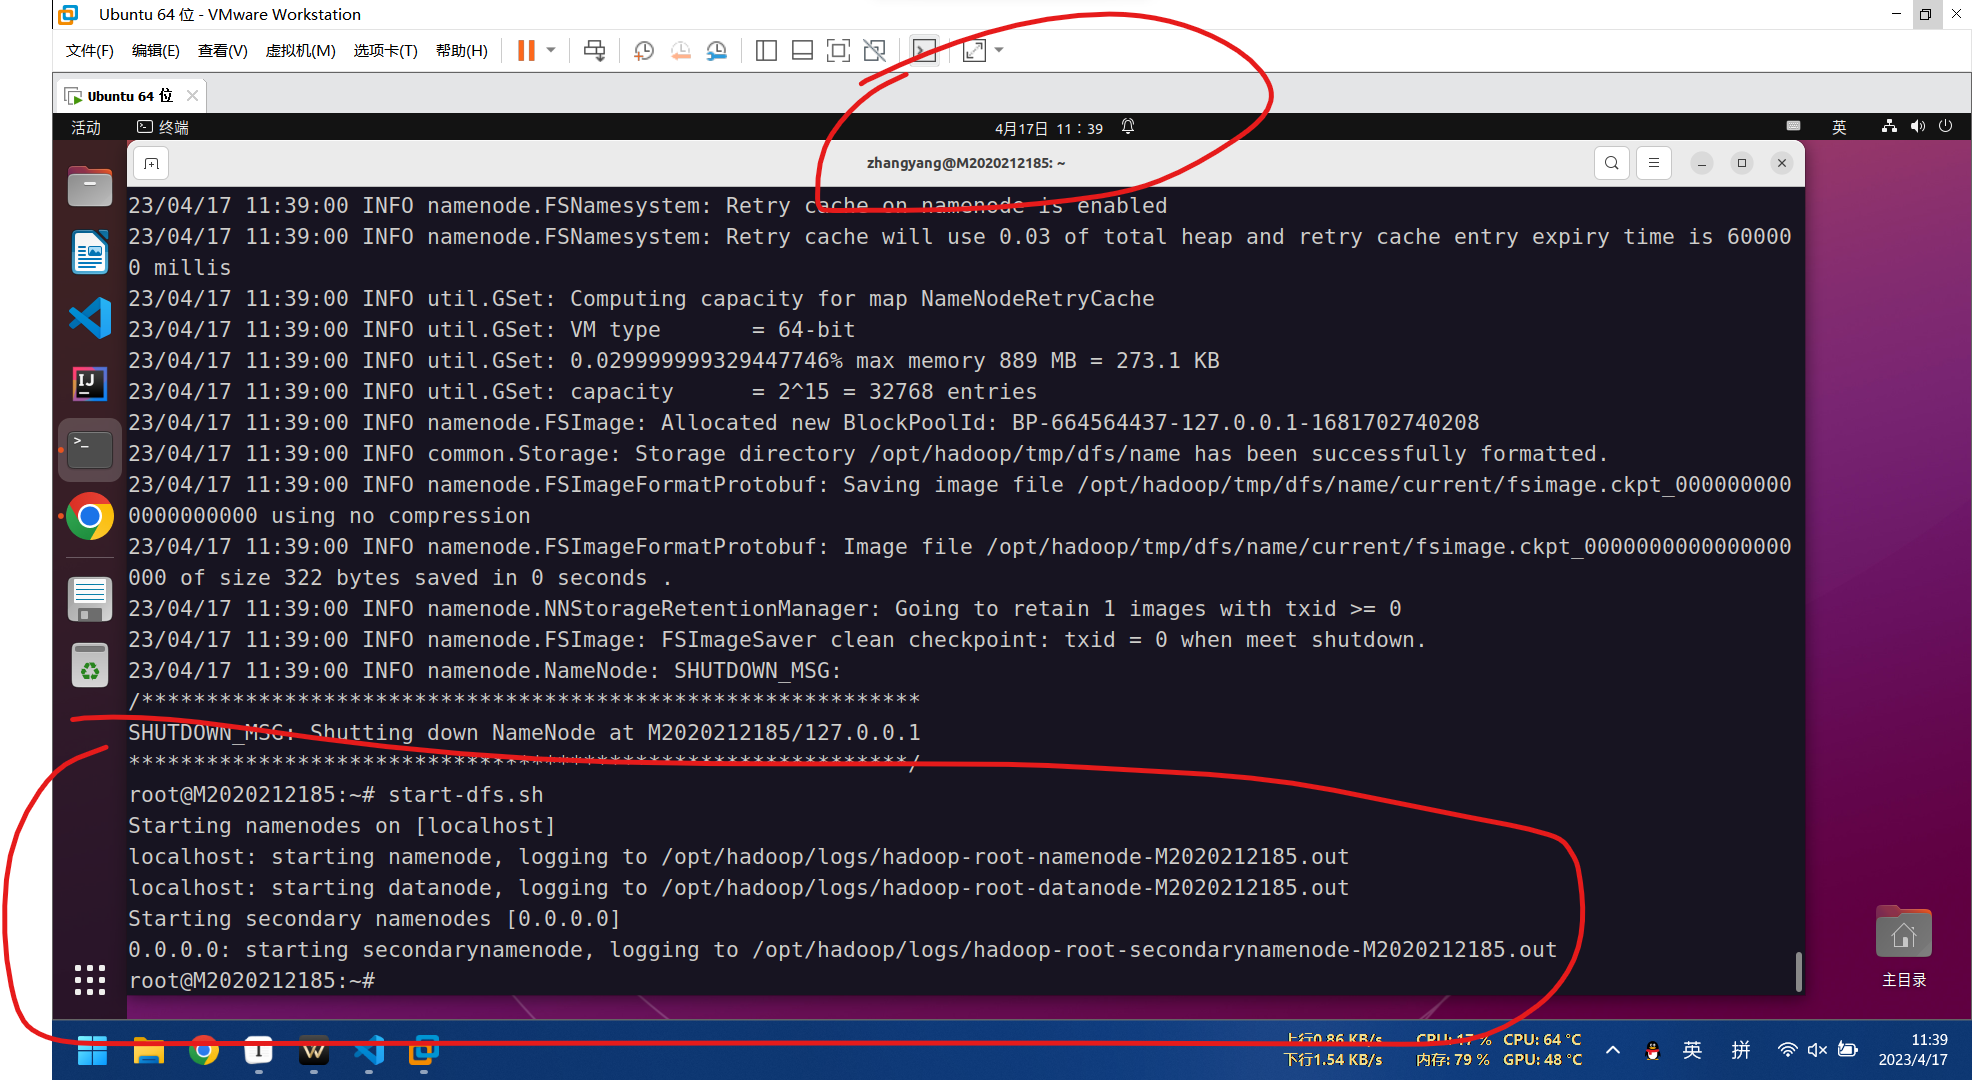 Ubuntu 64 位 - VMware Workstation
文件(F) 编辑(E) 查看(V) 虚拟机(M) 选项卡(T) 帮助(H)
Ubuntu 64 位
活动 终端 4月17日 11：39 英
zhangyang@M2020212185: ~
23/04/17 11:39:00 INFO namenode.FSNamesystem: Retry cache on namenode is enabled
23/04/17 11:39:00 INFO namenode.FSNamesystem: Retry cache will use 0.03 of total heap and retry cache entry expiry time is 60000
0 millis
23/04/17 11:39:00 INFO util.GSet: Computing capacity for map NameNodeRetryCache
23/04/17 11:39:00 INFO util.GSet: VM type       = 64-bit
23/04/17 11:39:00 INFO util.GSet: 0.029999999329447746% max memory 889 MB = 273.1 KB
23/04/17 11:39:00 INFO util.GSet: capacity      = 2^15 = 32768 entries
23/04/17 11:39:00 INFO namenode.FSImage: Allocated new BlockPoolId: BP-664564437-127.0.0.1-1681702740208
23/04/17 11:39:00 INFO common.Storage: Storage directory /opt/hadoop/tmp/dfs/name has been successfully formatted.
23/04/17 11:39:00 INFO namenode.FSImageFormatProtobuf: Saving image file /opt/hadoop/tmp/dfs/name/current/fsimage.ckpt_000000000
0000000000 using no compression
23/04/17 11:39:00 INFO namenode.FSImageFormatProtobuf: Image file /opt/hadoop/tmp/dfs/name/current/fsimage.ckpt_0000000000000000
000 of size 322 bytes saved in 0 seconds .
23/04/17 11:39:00 INFO namenode.NNStorageRetentionManager: Going to retain 1 images with txid >= 0
23/04/17 11:39:00 INFO namenode.FSImage: FSImageSaver clean checkpoint: txid = 0 when meet shutdown.
23/04/17 11:39:00 INFO namenode.NameNode: SHUTDOWN_MSG:
/************************************************************
SHUTDOWN_MSG: Shutting down NameNode at M2020212185/127.0.0.1
************************************************************/
root@M2020212185:~# start-dfs.sh
Starting namenodes on [localhost]
localhost: starting namenode, logging to /opt/hadoop/logs/hadoop-root-namenode-M2020212185.out
localhost: starting datanode, logging to /opt/hadoop/logs/hadoop-root-datanode-M2020212185.out
Starting secondary namenodes [0.0.0.0]
0.0.0.0: starting secondarynamenode, logging to /opt/hadoop/logs/hadoop-root-secondarynamenode-M2020212185.out
root@M2020212185:~#
主目录
上行0.86 KB/s CPU: 17 % CPU: 64 °C
下行1.54 KB/s 内存: 79 % GPU: 48 °C
英 拼
11:39
2023/4/17